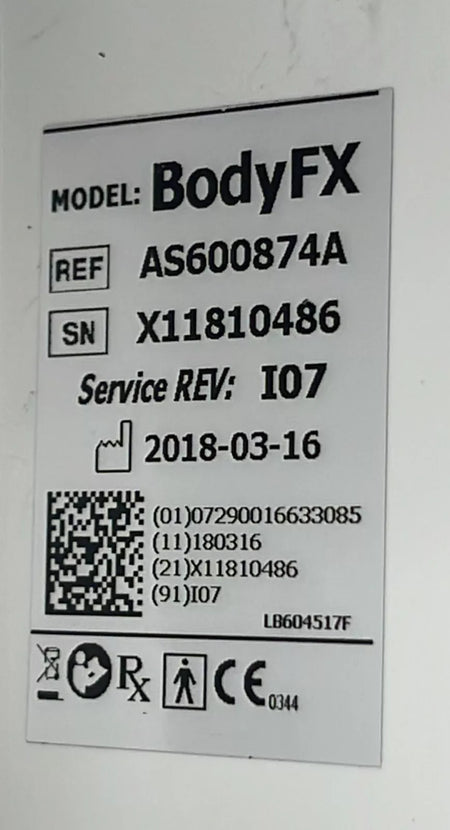 MODEL: BodyFX
REF AS600874A
SN X11810486
Service REV: I07
2018-03-16
(01)07290016633085
(11)180316
(21)X11810486
(91)I07
LB604517F
Rx CE 0344